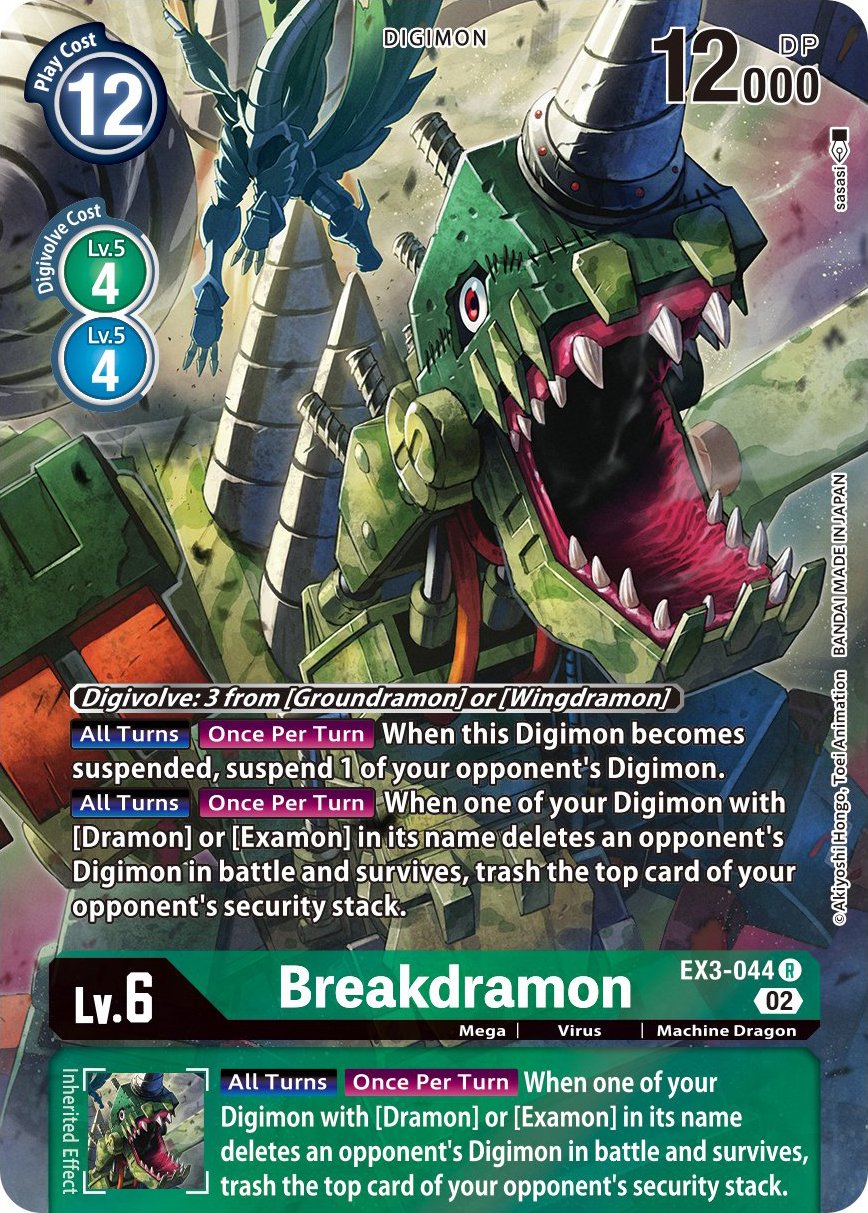 Play Cost
12
DIGIMON
DP
12000
sasasi
Digivolve Cost
Lv.5
4
Lv.5
4
BANDAI MADE IN JAPAN
©Akiyoshi Hongo, Toei Animation
Digivolve: 3 from [Groundramon] or [Wingdramon]
All Turns Once Per Turn When this Digimon becomes
suspended, suspend 1 of your opponent's Digimon.
All Turns Once Per Turn When one of your Digimon with
[Dramon] or [Examon] in its name deletes an opponent's
Digimon in battle and survives, trash the top card of your
opponent's security stack.
Lv.6
Breakdramon
EX3-044 R
02
Mega | Virus | Machine Dragon
Inherited Effect
All Turns Once Per Turn When one of your
Digimon with [Dramon] or [Examon] in its name
deletes an opponent's Digimon in battle and survives,
trash the top card of your opponent's security stack.